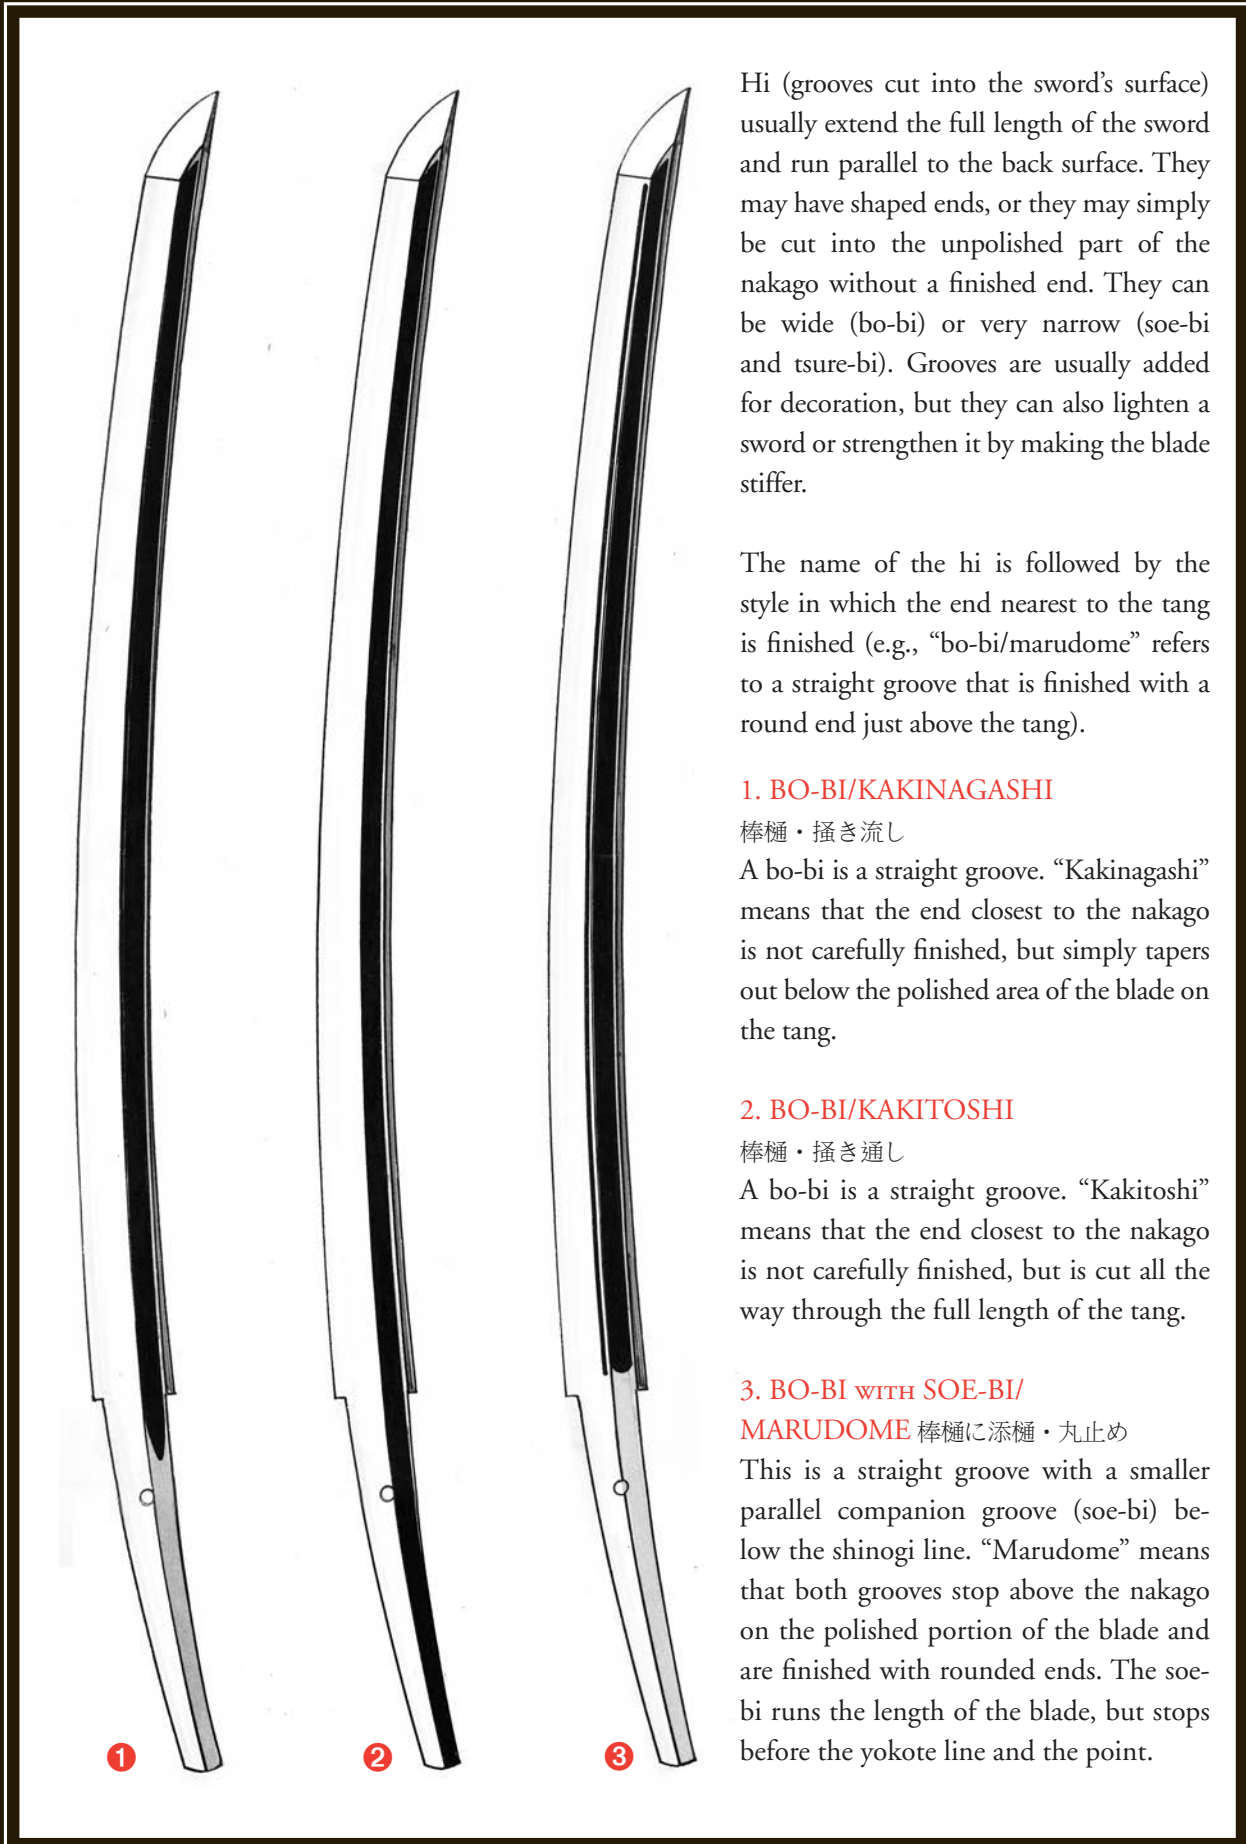 Hi (grooves cut into the sword’s surface)
usually extend the full length of the sword
and run parallel to the back surface. They
may have shaped ends, or they may simply
be cut into the unpolished part of the
nakago without a finished end. They can
be wide (bo-bi) or very narrow (soe-bi
and tsure-bi). Grooves are usually added
for decoration, but they can also lighten a
sword or strengthen it by making the blade
stiffer.
The name of the hi is followed by the
style in which the end nearest to the tang
is finished (e.g., “bo-bi/marudome” refers
to a straight groove that is finished with a
round end just above the tang).
1. BO-BI/KAKINAGASHI
棒樋・掻き流し
A bo-bi is a straight groove. “Kakinagashi”
means that the end closest to the nakago
is not carefully finished, but simply tapers
out below the polished area of the blade on
the tang.
2. BO-BI/KAKITOSHI
棒樋・掻き通し
A bo-bi is a straight groove. “Kakitoshi”
means that the end closest to the nakago
is not carefully finished, but is cut all the
way through the full length of the tang.
3. BO-BI WITH SOE-BI/
MARUDOME 棒樋に添樋・丸止め
This is a straight groove with a smaller
parallel companion groove (soe-bi) be-
low the shinogi line. “Marudome” means
that both grooves stop above the nakago
on the polished portion of the blade and
are finished with rounded ends. The soe-
bi runs the length of the blade, but stops
before the yokote line and the point.
1
2
3